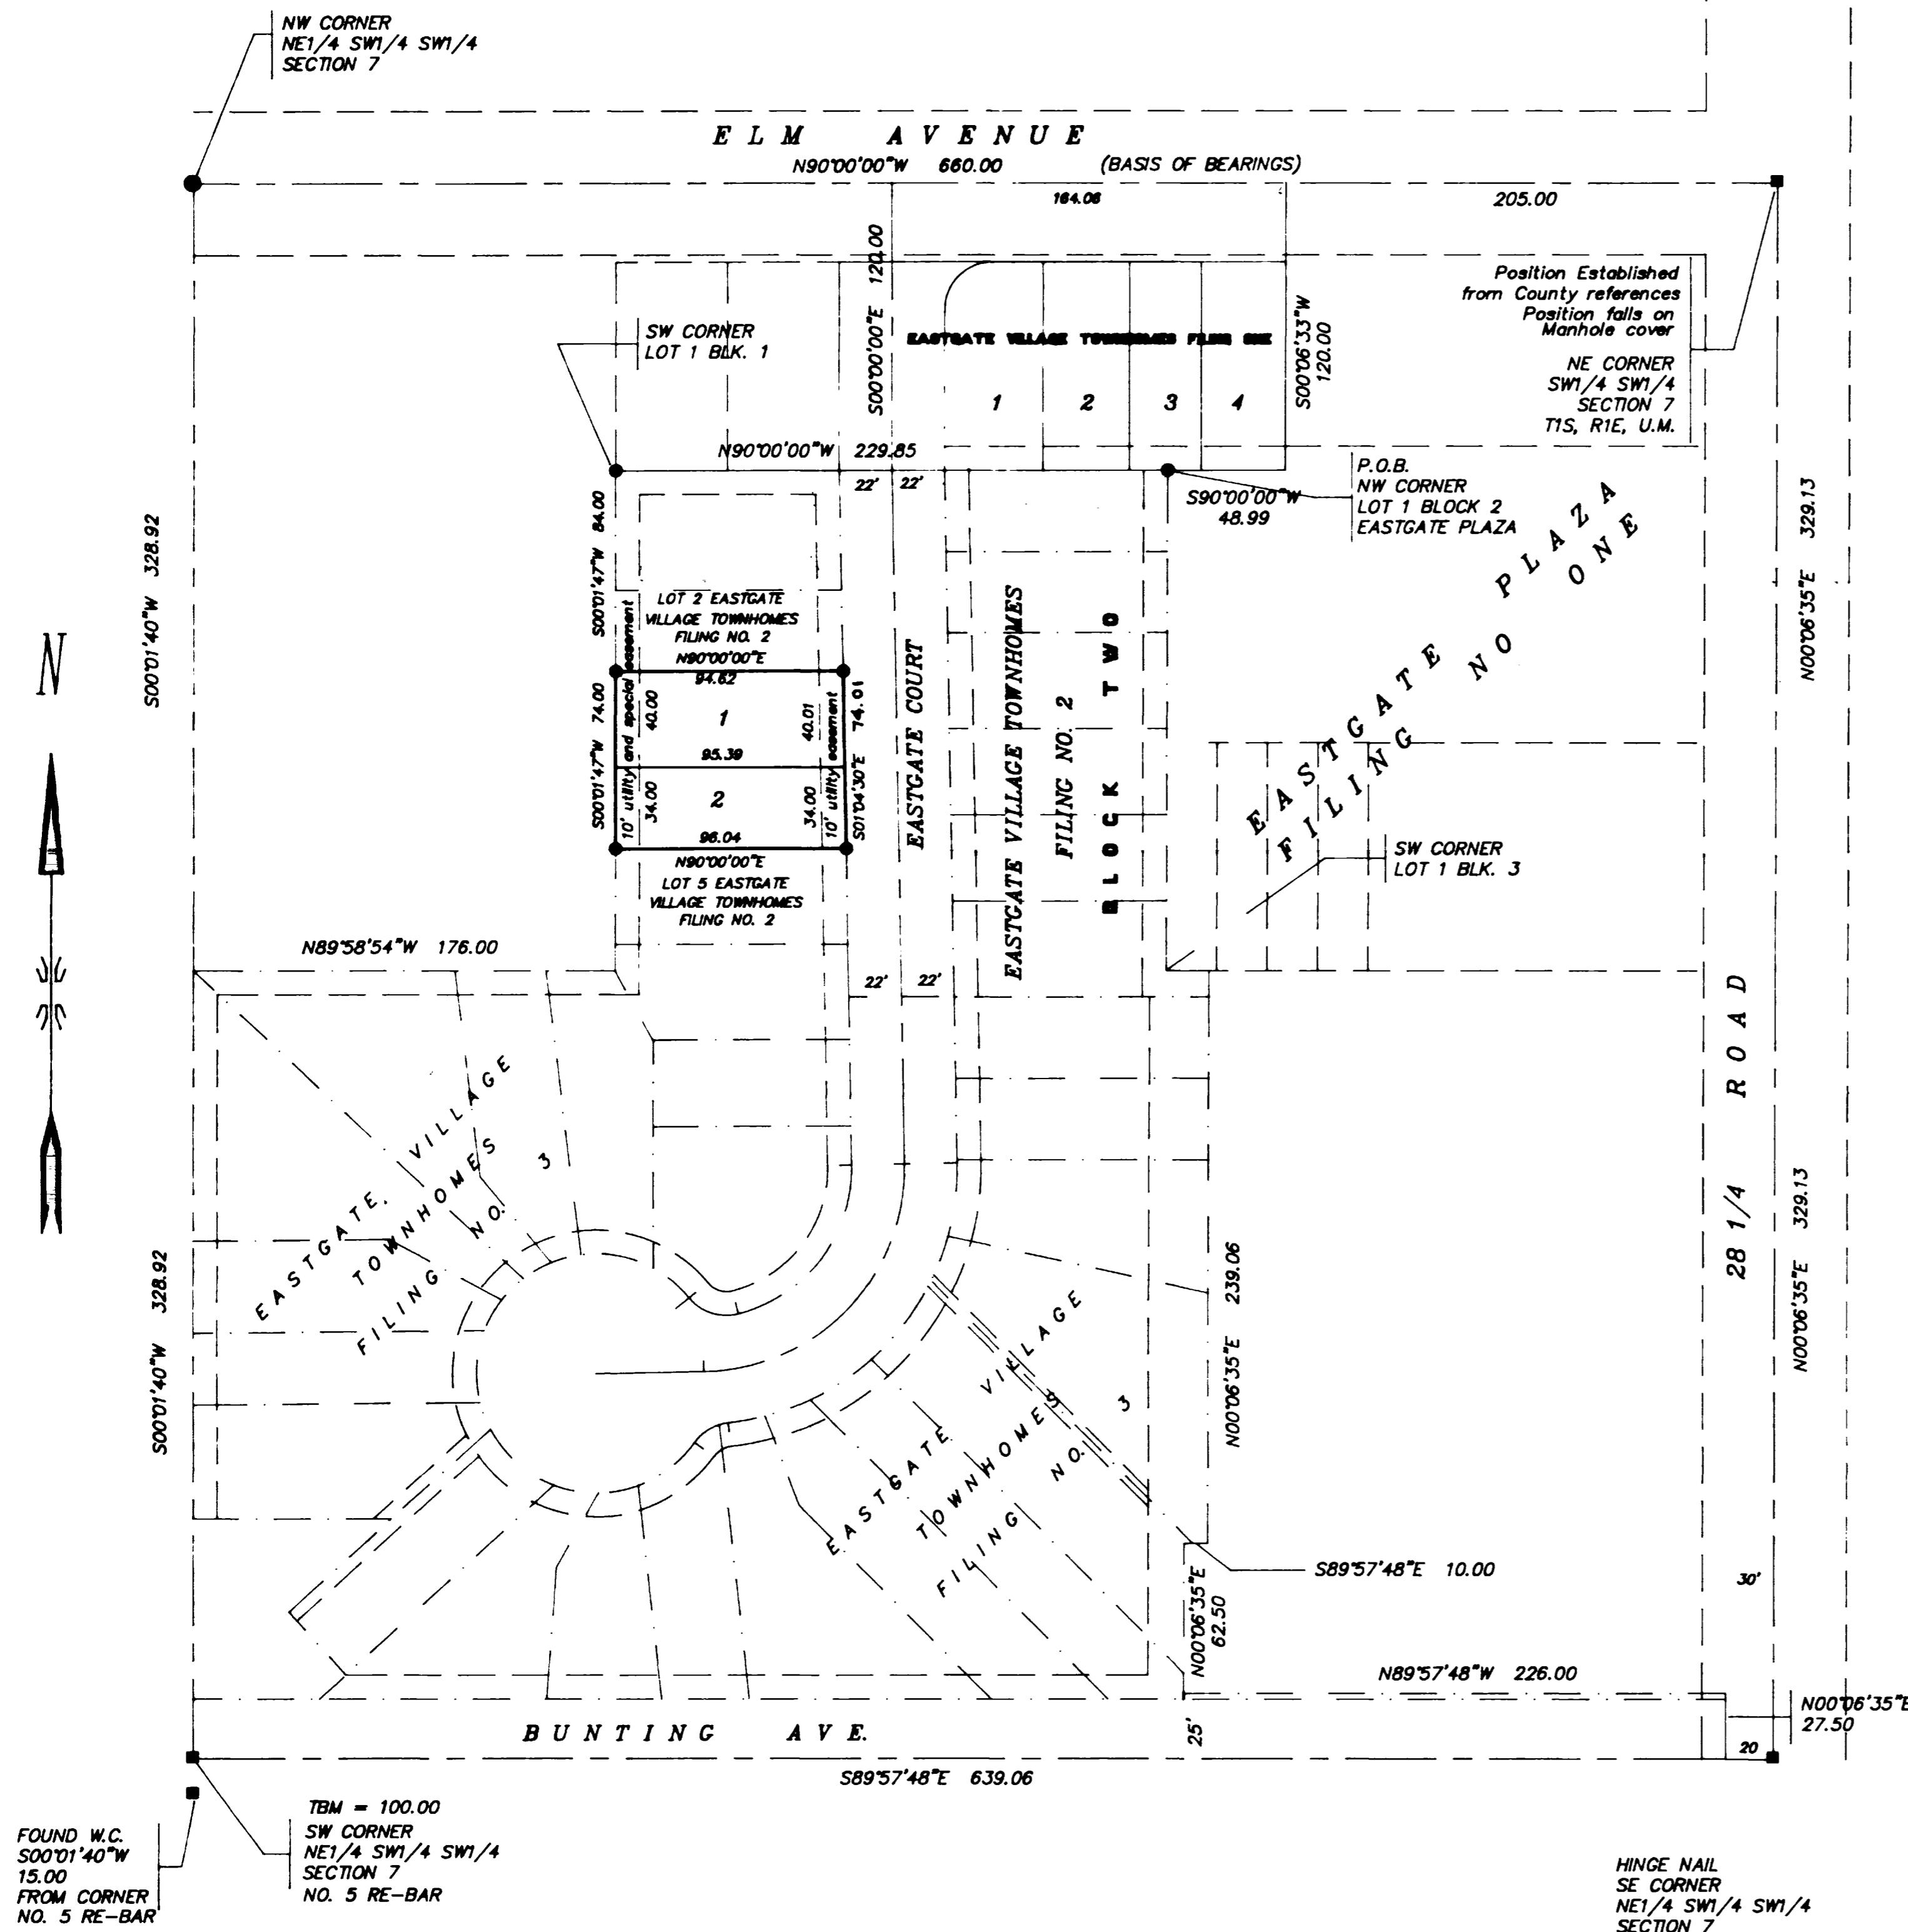 NW CORNER
NE1/4 SW1/4 SW1/4
SECTION 7
ELM AVENUE
N90°00'00"W 660.00 (BASIS OF BEARINGS)
164.06
205.00
S00°00'00"E 120.00
SW CORNER
LOT 1 BLK. 1
EASTGATE VILLAGE TOWNHOMES FILING ONE
1
2
3
4
S00°06'33"W
120.00
Position Established
from County references
Position falls on
Manhole cover
NE CORNER
SW1/4 SW1/4
SECTION 7
T1S, R1E, U.M.
N90°00'00"W 229.85
22'
22'
S90°00'00"W
48.99
P.O.B.
NW CORNER
LOT 1 BLOCK 2
EASTGATE PLAZA
S00°01'40"W 328.92
N00°06'35"E 329.13
S00°01'47"W 84.00
LOT 2 EASTGATE
VILLAGE TOWNHOMES
FILING NO. 2
N90°00'00"E
94.62
S00°01'47"W 74.00
10' utility and special easement
40.00
1
40.01
10' utility easement
S01°04'30"E 74.01
95.39
34.00
2
34.00
96.04
N90°00'00"E
LOT 5 EASTGATE
VILLAGE TOWNHOMES
FILING NO. 2
EASTGATE COURT
EASTGATE VILLAGE TOWNHOMES
FILING NO. 2
BLOCK TWO
EASTGATE PLAZA
FILING NO ONE
SW CORNER
LOT 1 BLK. 3
N
N89°58'54"W 176.00
22'
22'
EASTGATE VILLAGE
TOWNHOMES
FILING NO. 3
28 1/4 ROAD
S00°01'40"W 328.92
N00°06'35"E 329.13
N00°06'35"E 239.06
EASTGATE VILLAGE
TOWNHOMES
FILING NO. 3
S89°57'48"E 10.00
30'
N00°06'35"E
62.50
N89°57'48"W 226.00
N00°06'35"E
27.50
BUNTING AVE.
25'
20
S89°57'48"E 639.06
TBM = 100.00
SW CORNER
NE1/4 SW1/4 SW1/4
SECTION 7
NO. 5 RE-BAR
FOUND W.C.
S00°01'40"W
15.00
FROM CORNER
NO. 5 RE-BAR
HINGE NAIL
SE CORNER
NE1/4 SW1/4 SW1/4
SECTION 7